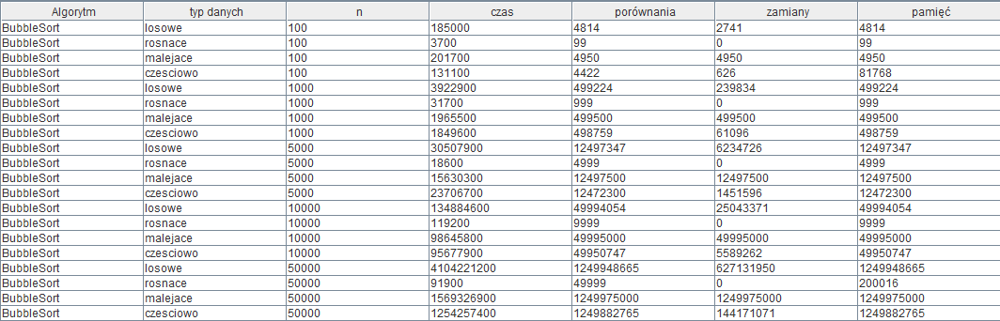 Algorytm typ danych n czas porównania zamiany pamięć
BubbleSort losowe 100 185000 4814 2741 4814
BubbleSort rosnace 100 3700 99 0 99
BubbleSort malejace 100 201700 4950 4950 4950
BubbleSort czesciowo 100 131100 4422 626 81768
BubbleSort losowe 1000 3922900 499224 239834 499224
BubbleSort rosnace 1000 31700 999 0 999
BubbleSort malejace 1000 1965500 499500 499500 499500
BubbleSort czesciowo 1000 1849600 498759 61096 498759
BubbleSort losowe 5000 30507900 12497347 6234726 12497347
BubbleSort rosnace 5000 18600 4999 0 4999
BubbleSort malejace 5000 15630300 12497500 12497500 12497500
BubbleSort czesciowo 5000 23706700 12472300 1451596 12472300
BubbleSort losowe 10000 134884600 49994054 25043371 49994054
BubbleSort rosnace 10000 119200 9999 0 9999
BubbleSort malejace 10000 98645800 49995000 49995000 49995000
BubbleSort czesciowo 10000 95677900 49950747 5589262 49950747
BubbleSort losowe 50000 4104221200 1249948665 627131950 1249948665
BubbleSort rosnace 50000 91900 49999 0 200016
BubbleSort malejace 50000 1569326900 1249975000 1249975000 1249975000
BubbleSort czesciowo 50000 1254257400 1249882765 144171071 1249882765